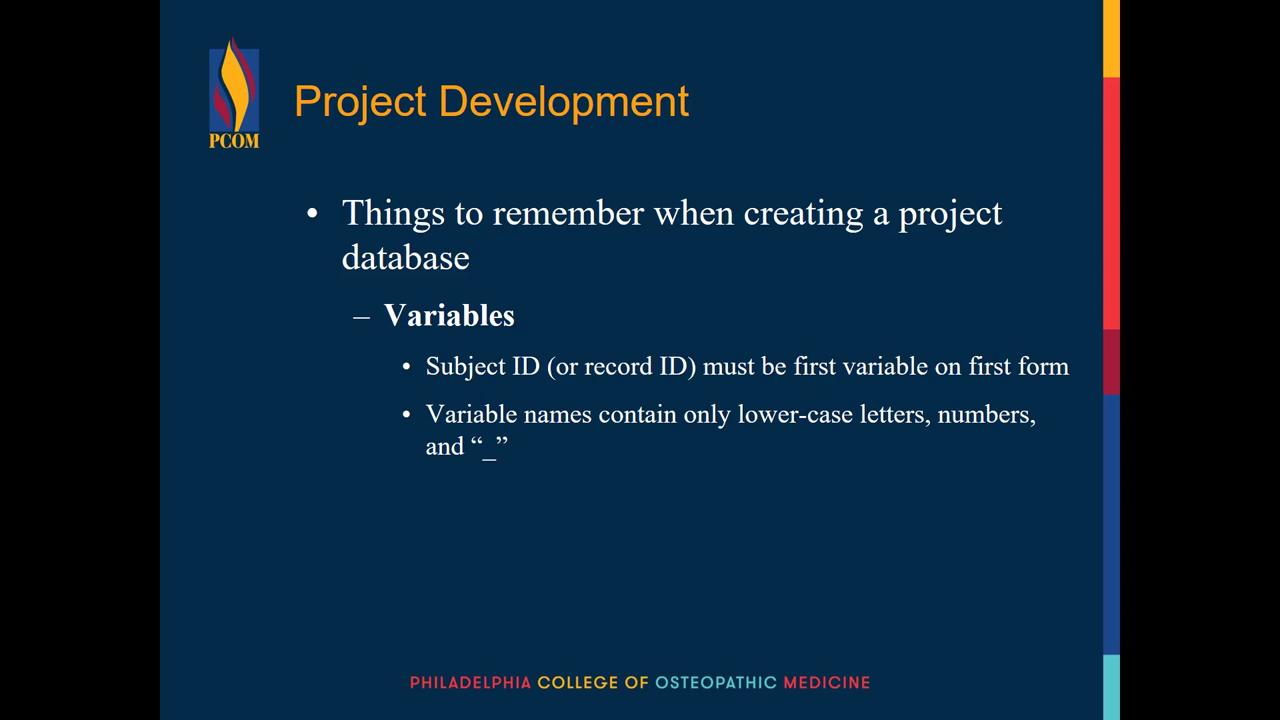 PCOM
Project Development
• Things to remember when creating a project
database
– Variables
• Subject ID (or record ID) must be first variable on first form
• Variable names contain only lower-case letters, numbers,
and “_”
PHILADELPHIA COLLEGE OF OSTEOPATHIC MEDICINE